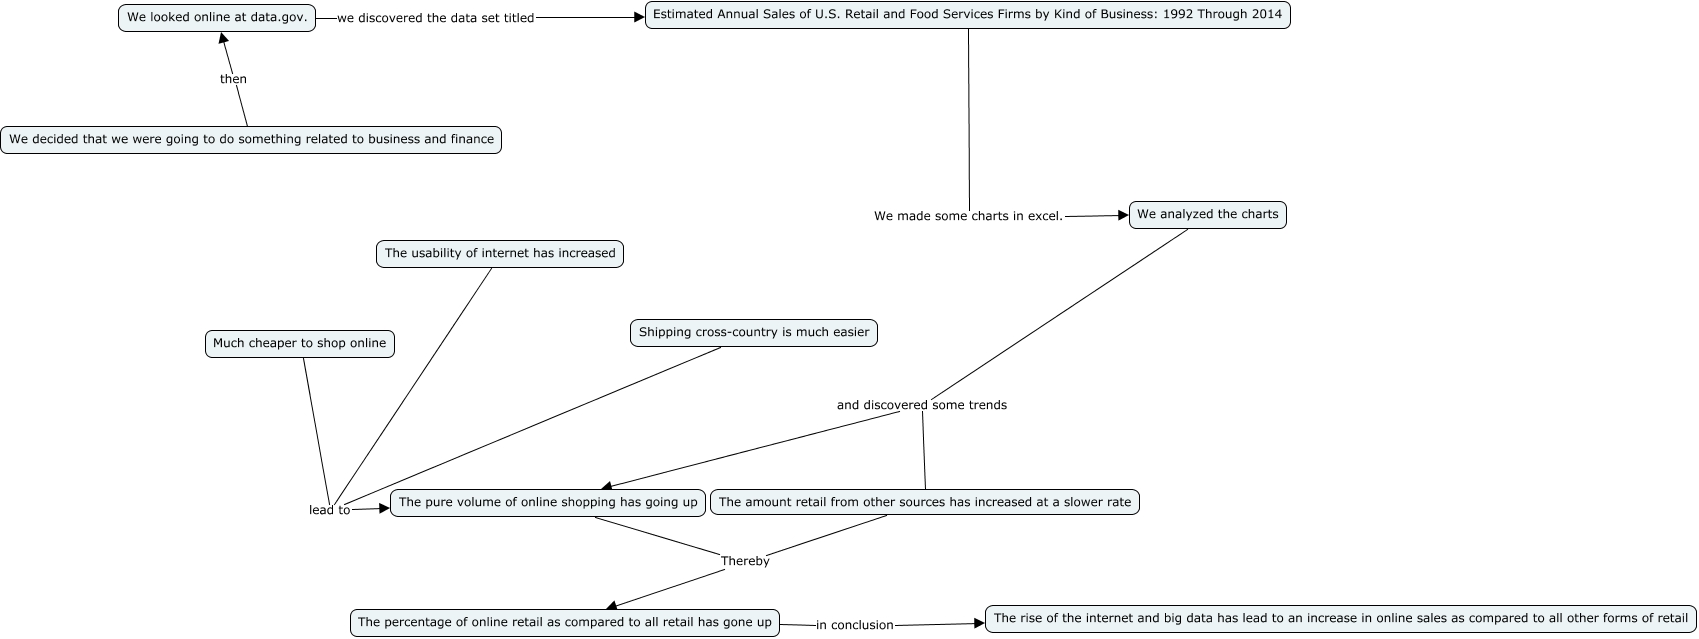 We looked online at data.gov.
we discovered the data set titled
Estimated Annual Sales of U.S. Retail and Food Services Firms by Kind of Business: 1992 Through 2014
then
We decided that we were going to do something related to business and finance
We made some charts in excel.
We analyzed the charts
The usability of internet has increased
Much cheaper to shop online
Shipping cross-country is much easier
and discovered some trends
lead to
The pure volume of online shopping has going up
The amount retail from other sources has increased at a slower rate
Thereby
The percentage of online retail as compared to all retail has gone up
in conclusion
The rise of the internet and big data has lead to an increase in online sales as compared to all other forms of retail